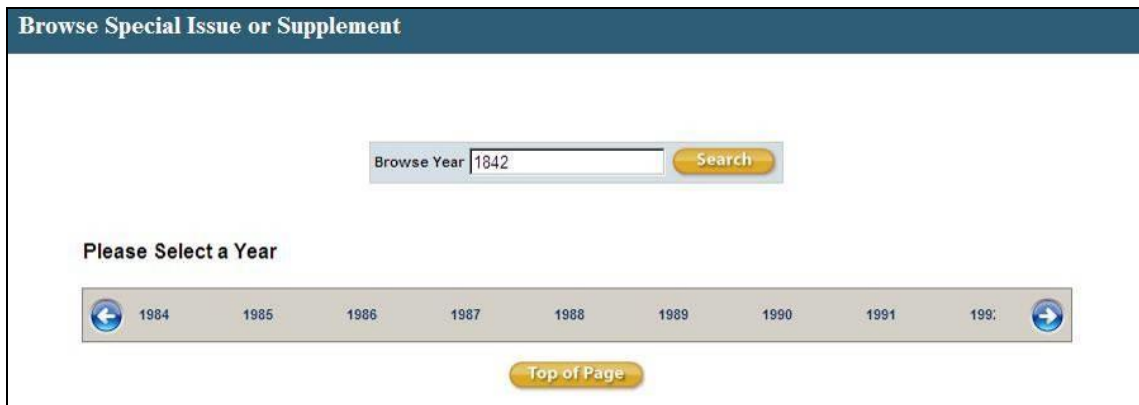 Browse Special Issue or Supplement
Browse Year 1842 Search
Please Select a Year
1984 1985 1986 1987 1988 1989 1990 1991
Top of Page